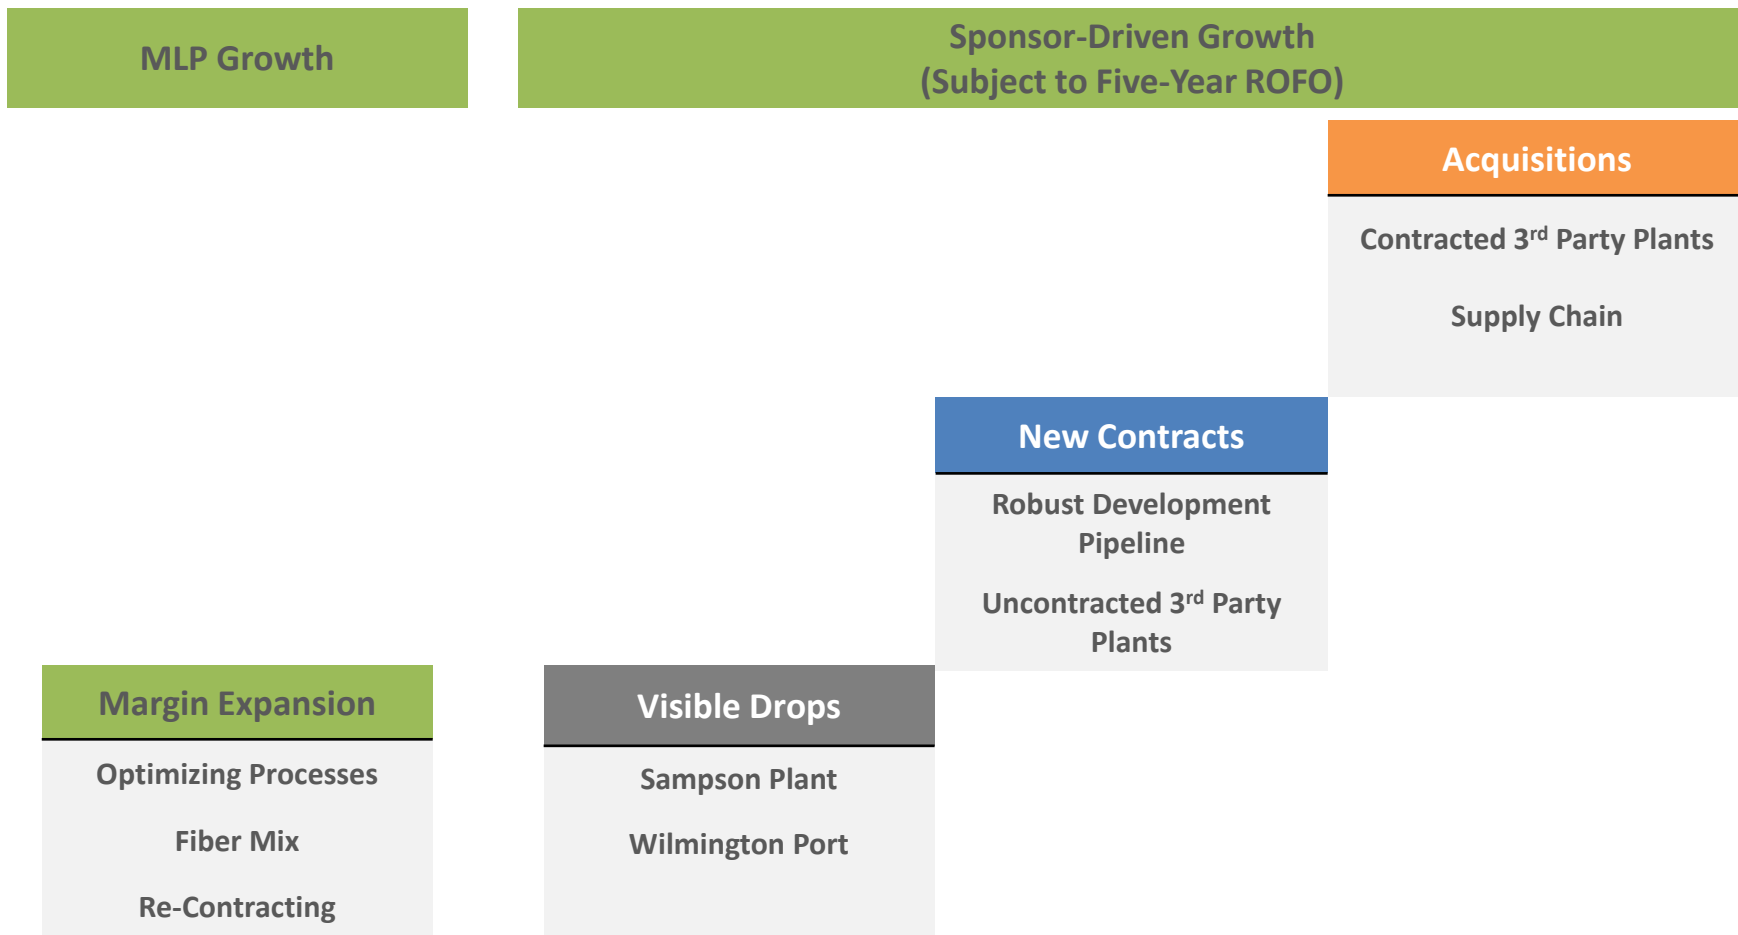 MLP Growth
Sponsor-Driven Growth
(Subject to Five-Year ROFO)
Acquisitions
Contracted 3rd Party Plants
Supply Chain
New Contracts
Robust Development
Pipeline
Uncontracted 3rd Party
Plants
Margin Expansion
Optimizing Processes
Fiber Mix
Re-Contracting
Visible Drops
Sampson Plant
Wilmington Port